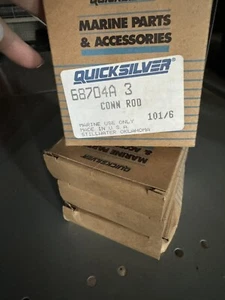 MARINE PARTS
& ACCESSORIES
QUICKSILVER
68704A 3
CONN ROD
101/6
MARINE USE ONLY
MADE IN U.S.A.
STILLWATER OKLAHOMA
QUICKSILVER
MARINE PARTS